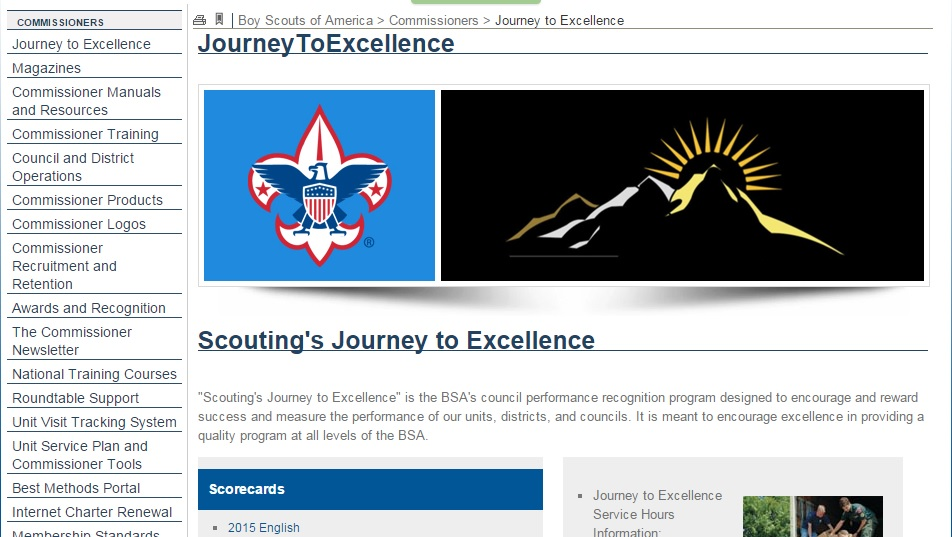 COMMISSIONERS
Journey to Excellence
Magazines
Commissioner Manuals
and Resources
Commissioner Training
Council and District
Operations
Commissioner Products
Commissioner Logos
Commissioner
Recruitment and
Retention
Awards and Recognition
The Commissioner
Newsletter
National Training Courses
Roundtable Support
Unit Visit Tracking System
Unit Service Plan and
Commissioner Tools
Best Methods Portal
Internet Charter Renewal
Membership Standards
Boy Scouts of America > Commissioners > Journey to Excellence
JourneyToExcellence
®
Scouting's Journey to Excellence
"Scouting's Journey to Excellence" is the BSA's council performance recognition program designed to encourage and reward
success and measure the performance of our units, districts, and councils. It is meant to encourage excellence in providing a
quality program at all levels of the BSA.
Scorecards
2015 English
Journey to Excellence
Service Hours
Information: